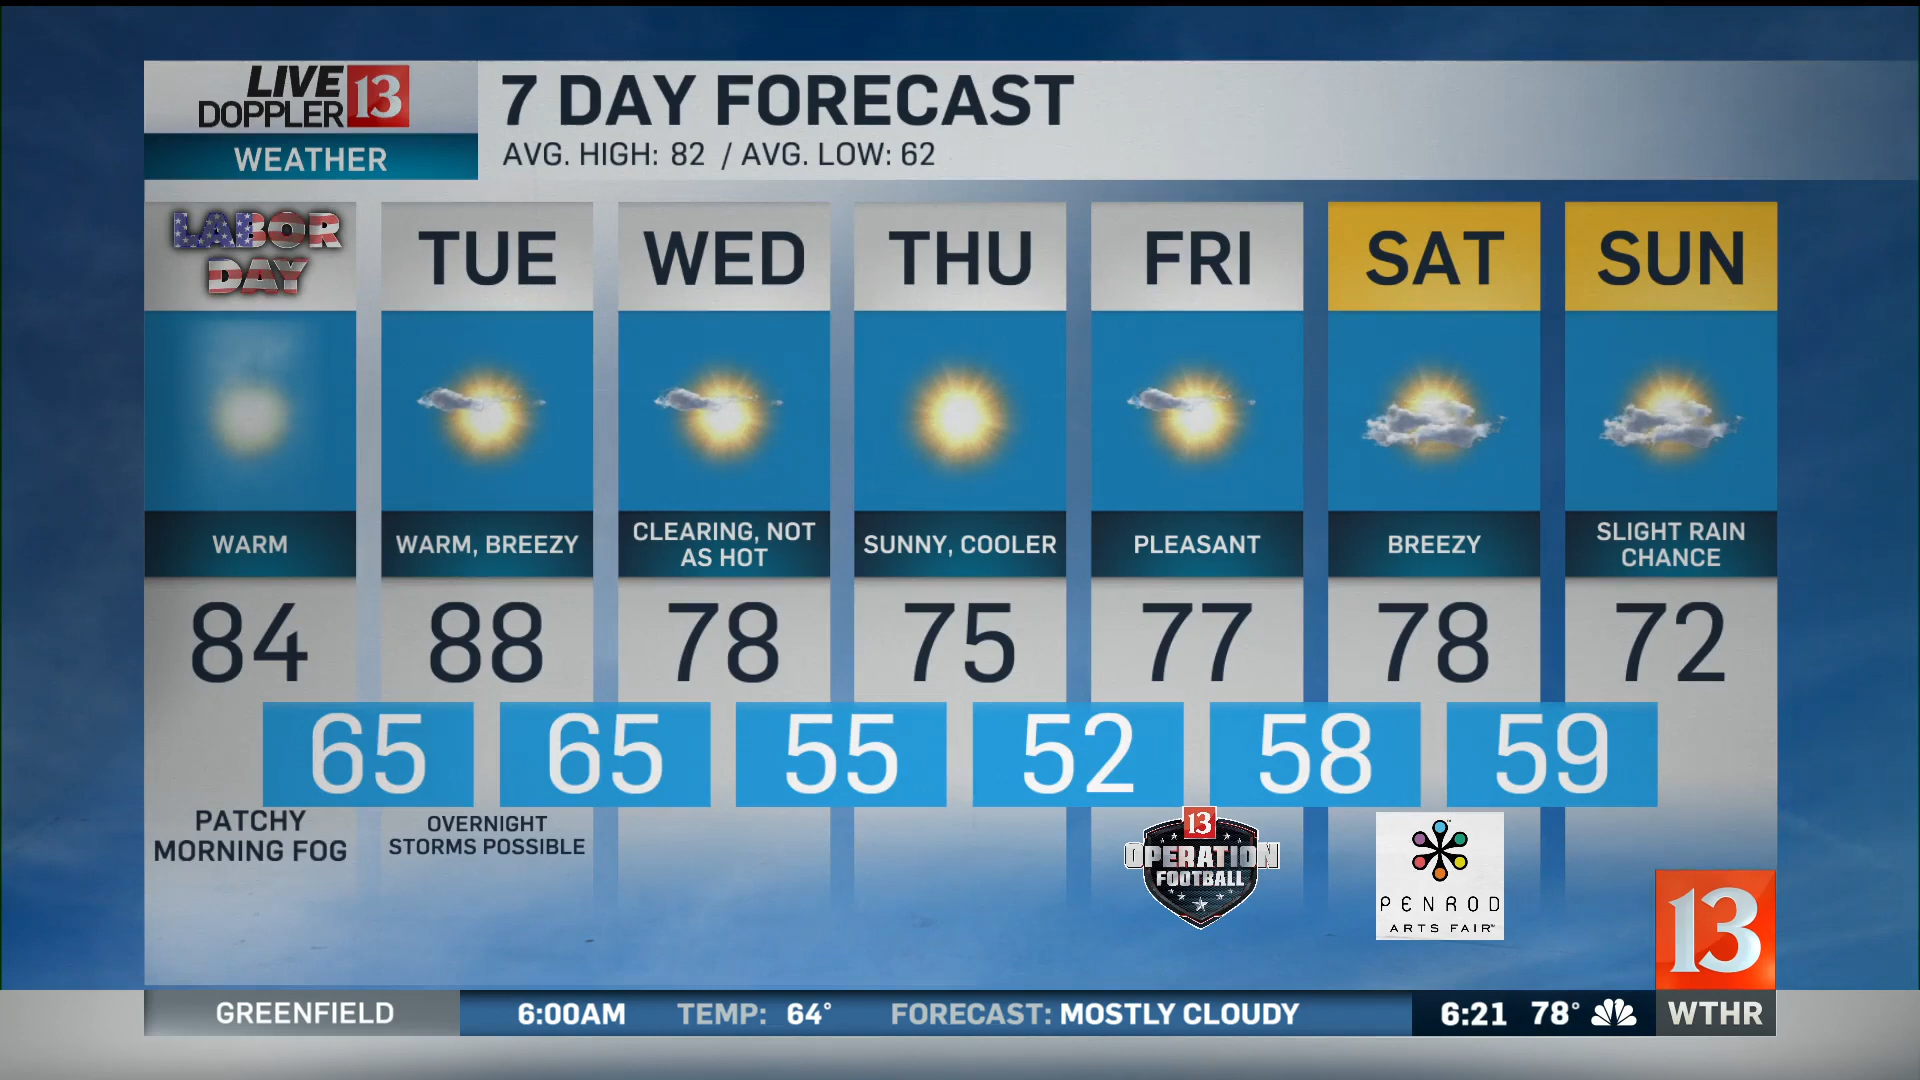 LIVE
DOPPLER 13
WEATHER
7 DAY FORECAST
AVG. HIGH: 82 / AVG. LOW: 62
LABOR
DAY
TUE
WED
THU
FRI
SAT
SUN
WARM
WARM, BREEZY
CLEARING, NOT
AS HOT
SUNNY, COOLER
PLEASANT
BREEZY
SLIGHT RAIN
CHANCE
84
88
78
75
77
78
72
65
65
55
52
58
59
PATCHY
MORNING FOG
OVERNIGHT
STORMS POSSIBLE
13
OPERATION
FOOTBALL
PENROD
ARTS FAIR™
13
GREENFIELD
6:00AM TEMP: 64° FORECAST: MOSTLY CLOUDY
6:21 78°
WTHR